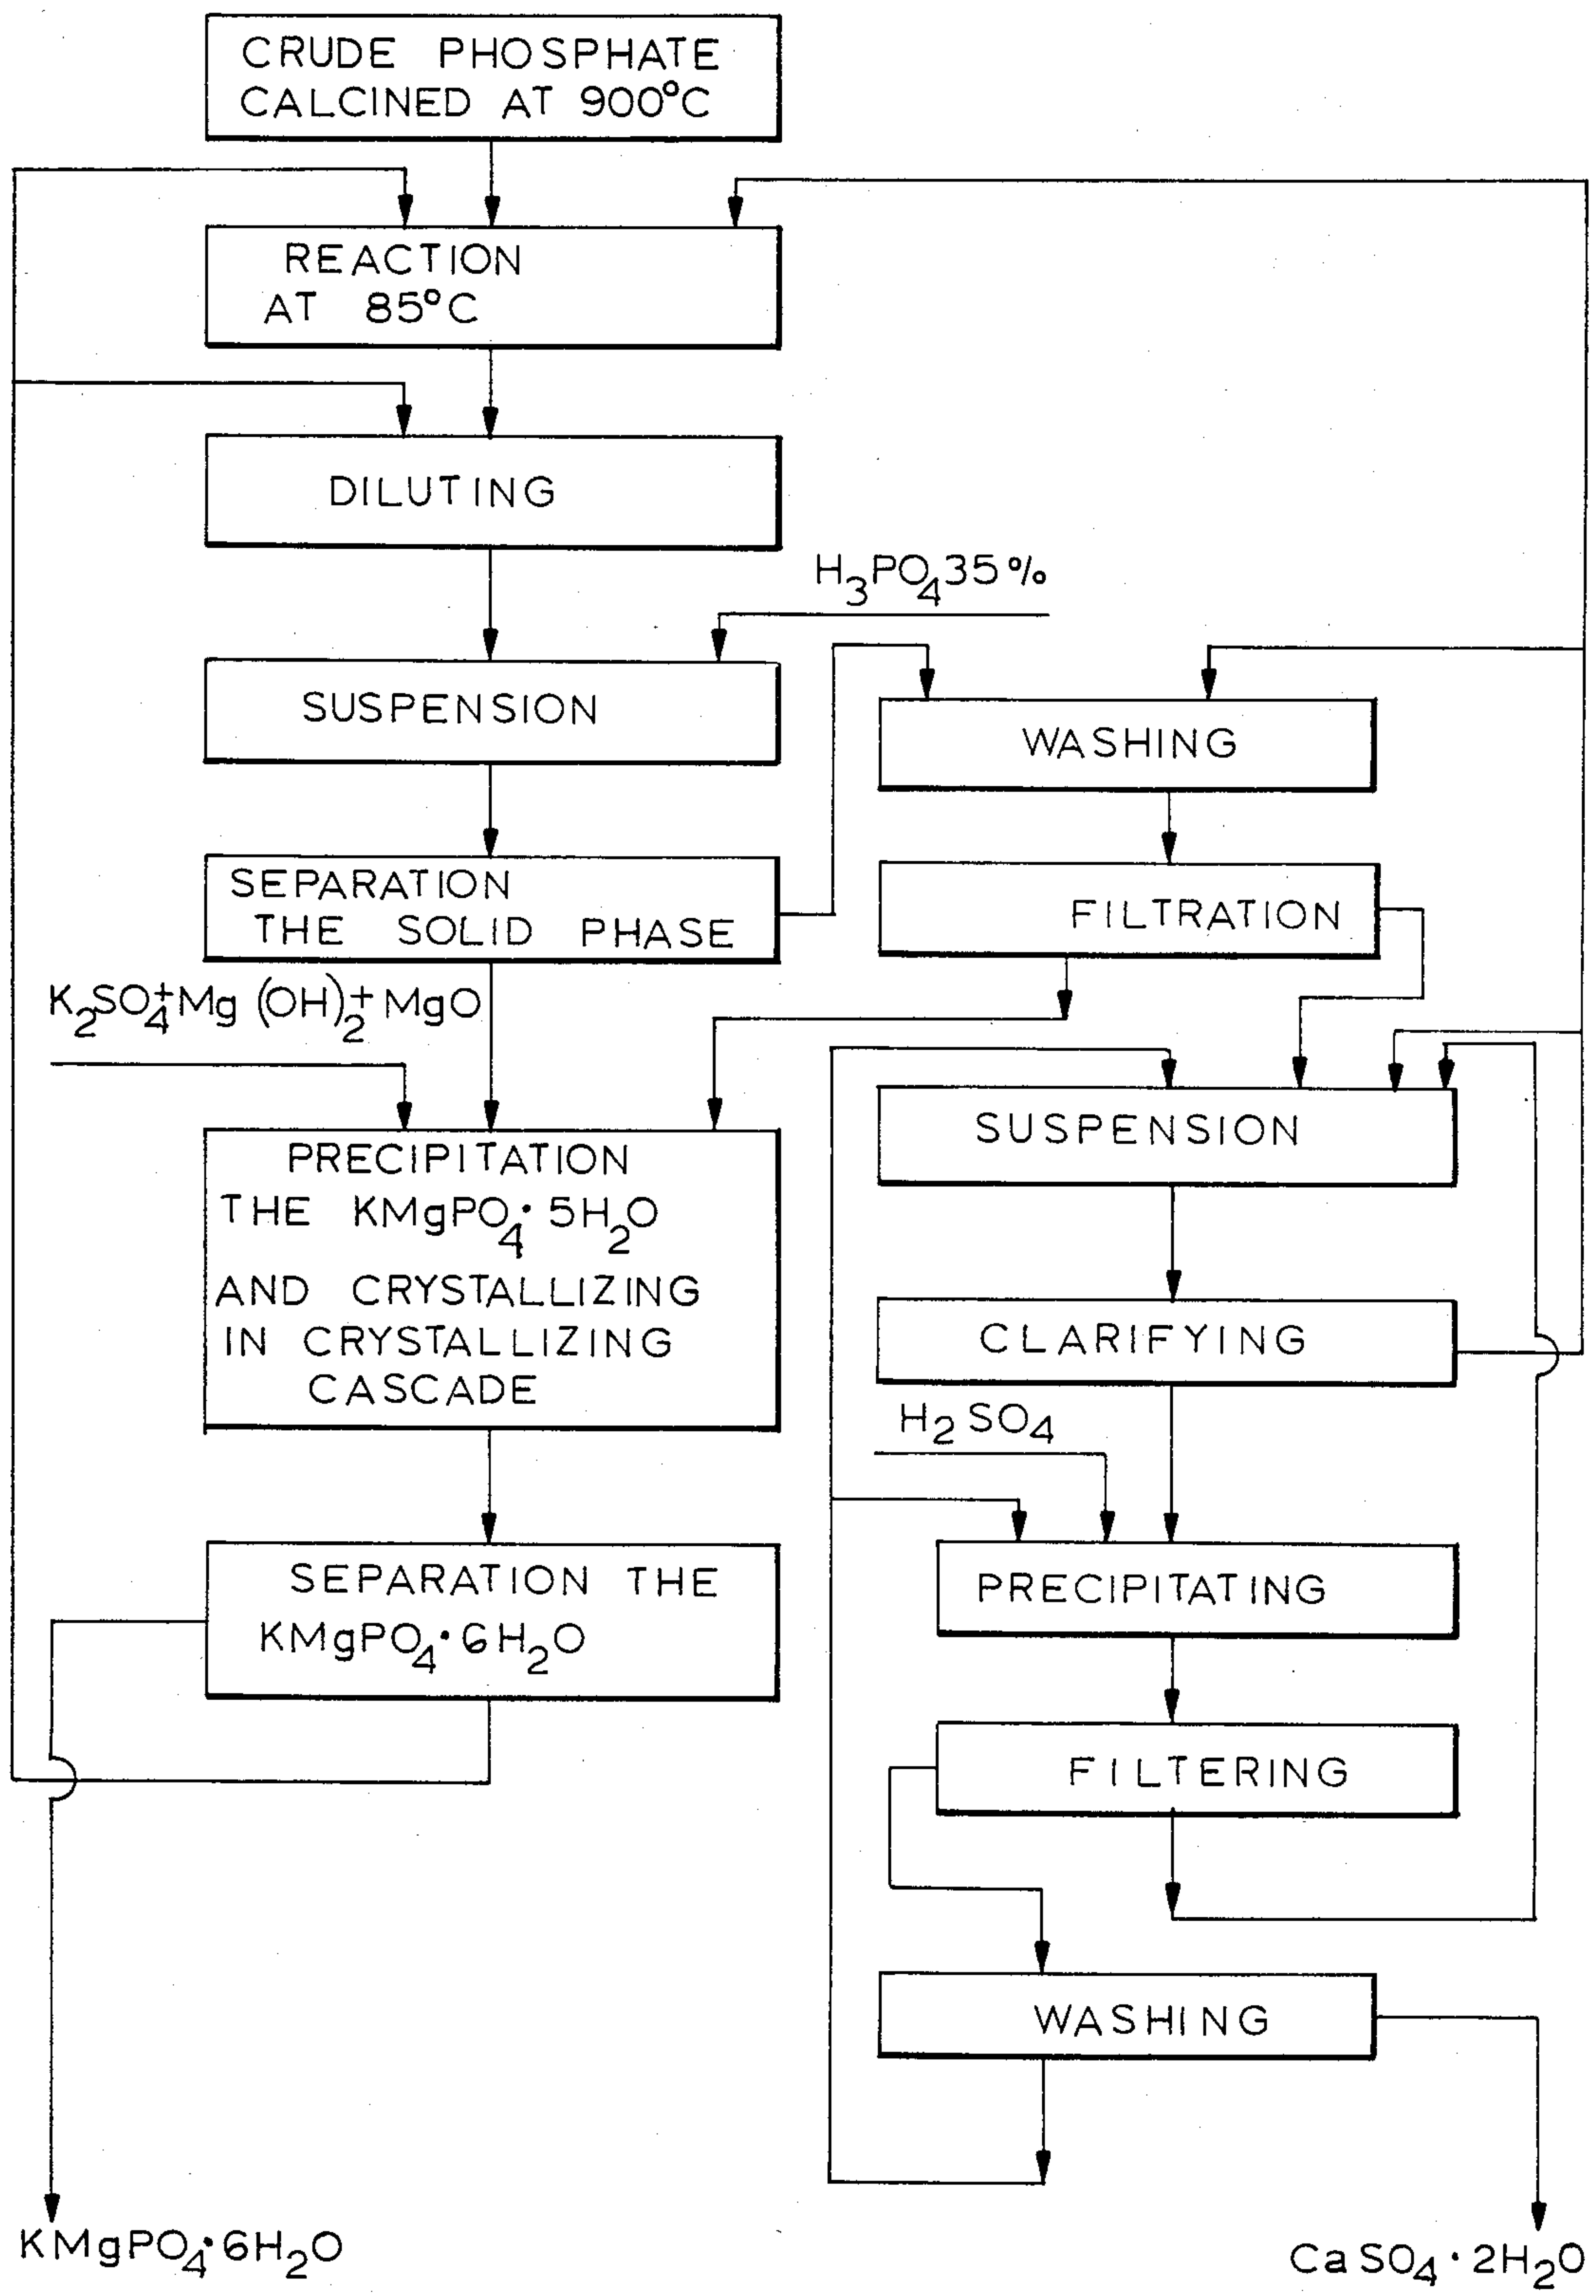 CRUDE PHOSPHATE
CALCINED AT 900°C
REACTION
AT 85°C
DILUTING
H₃PO₄35%
SUSPENSION
WASHING
SEPARATION
THE SOLID PHASE
FILTRATION
K₂SO₄+Mg (OH)₂+MgO
SUSPENSION
PRECIPITATION
THE KMgPO₄·5H₂O
AND CRYSTALLIZING
IN CRYSTALLIZING
CASCADE
CLARIFYING
H₂SO₄
PRECIPITATING
SEPARATION THE
KMgPO₄·6H₂O
FILTERING
WASHING
KMgPO₄·6H₂O
CaSO₄·2H₂O